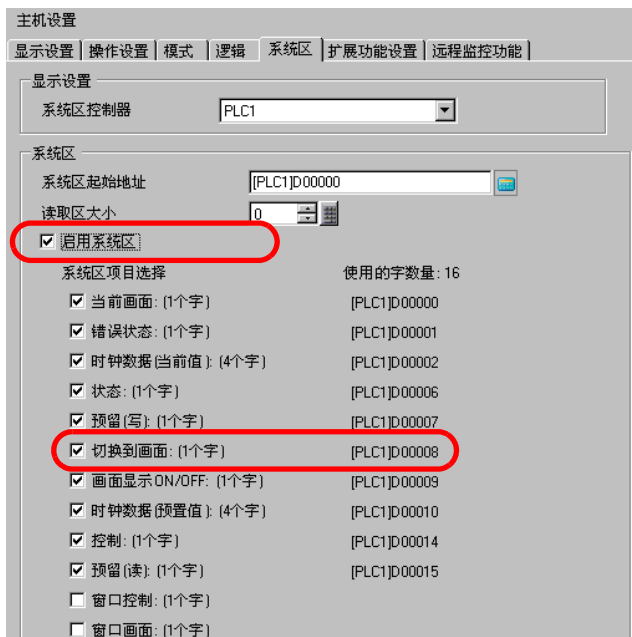 主机设置
显示设置 操作设置 模式 逻辑 系统区 扩展功能设置 远程监控功能
显示设置
系统区控制器 PLC1
系统区
系统区起始地址 [PLC1]D00000
读取区大小 0
启用系统区
系统区项目选择 使用的字数量: 16
当前画面: (1个字) [PLC1]D00000
错误状态: (1个字) [PLC1]D00001
时钟数据(当前值): (4个字) [PLC1]D00002
状态: (1个字) [PLC1]D00006
预留(写): (1个字) [PLC1]D00007
切换到画面: (1个字) [PLC1]D00008
画面显示ON/OFF: (1个字) [PLC1]D00009
时钟数据(预置值): (4个字) [PLC1]D00010
控制: (1个字) [PLC1]D00014
预留(读): (1个字) [PLC1]D00015
窗口控制: (1个字)
窗口画面: (1个字)